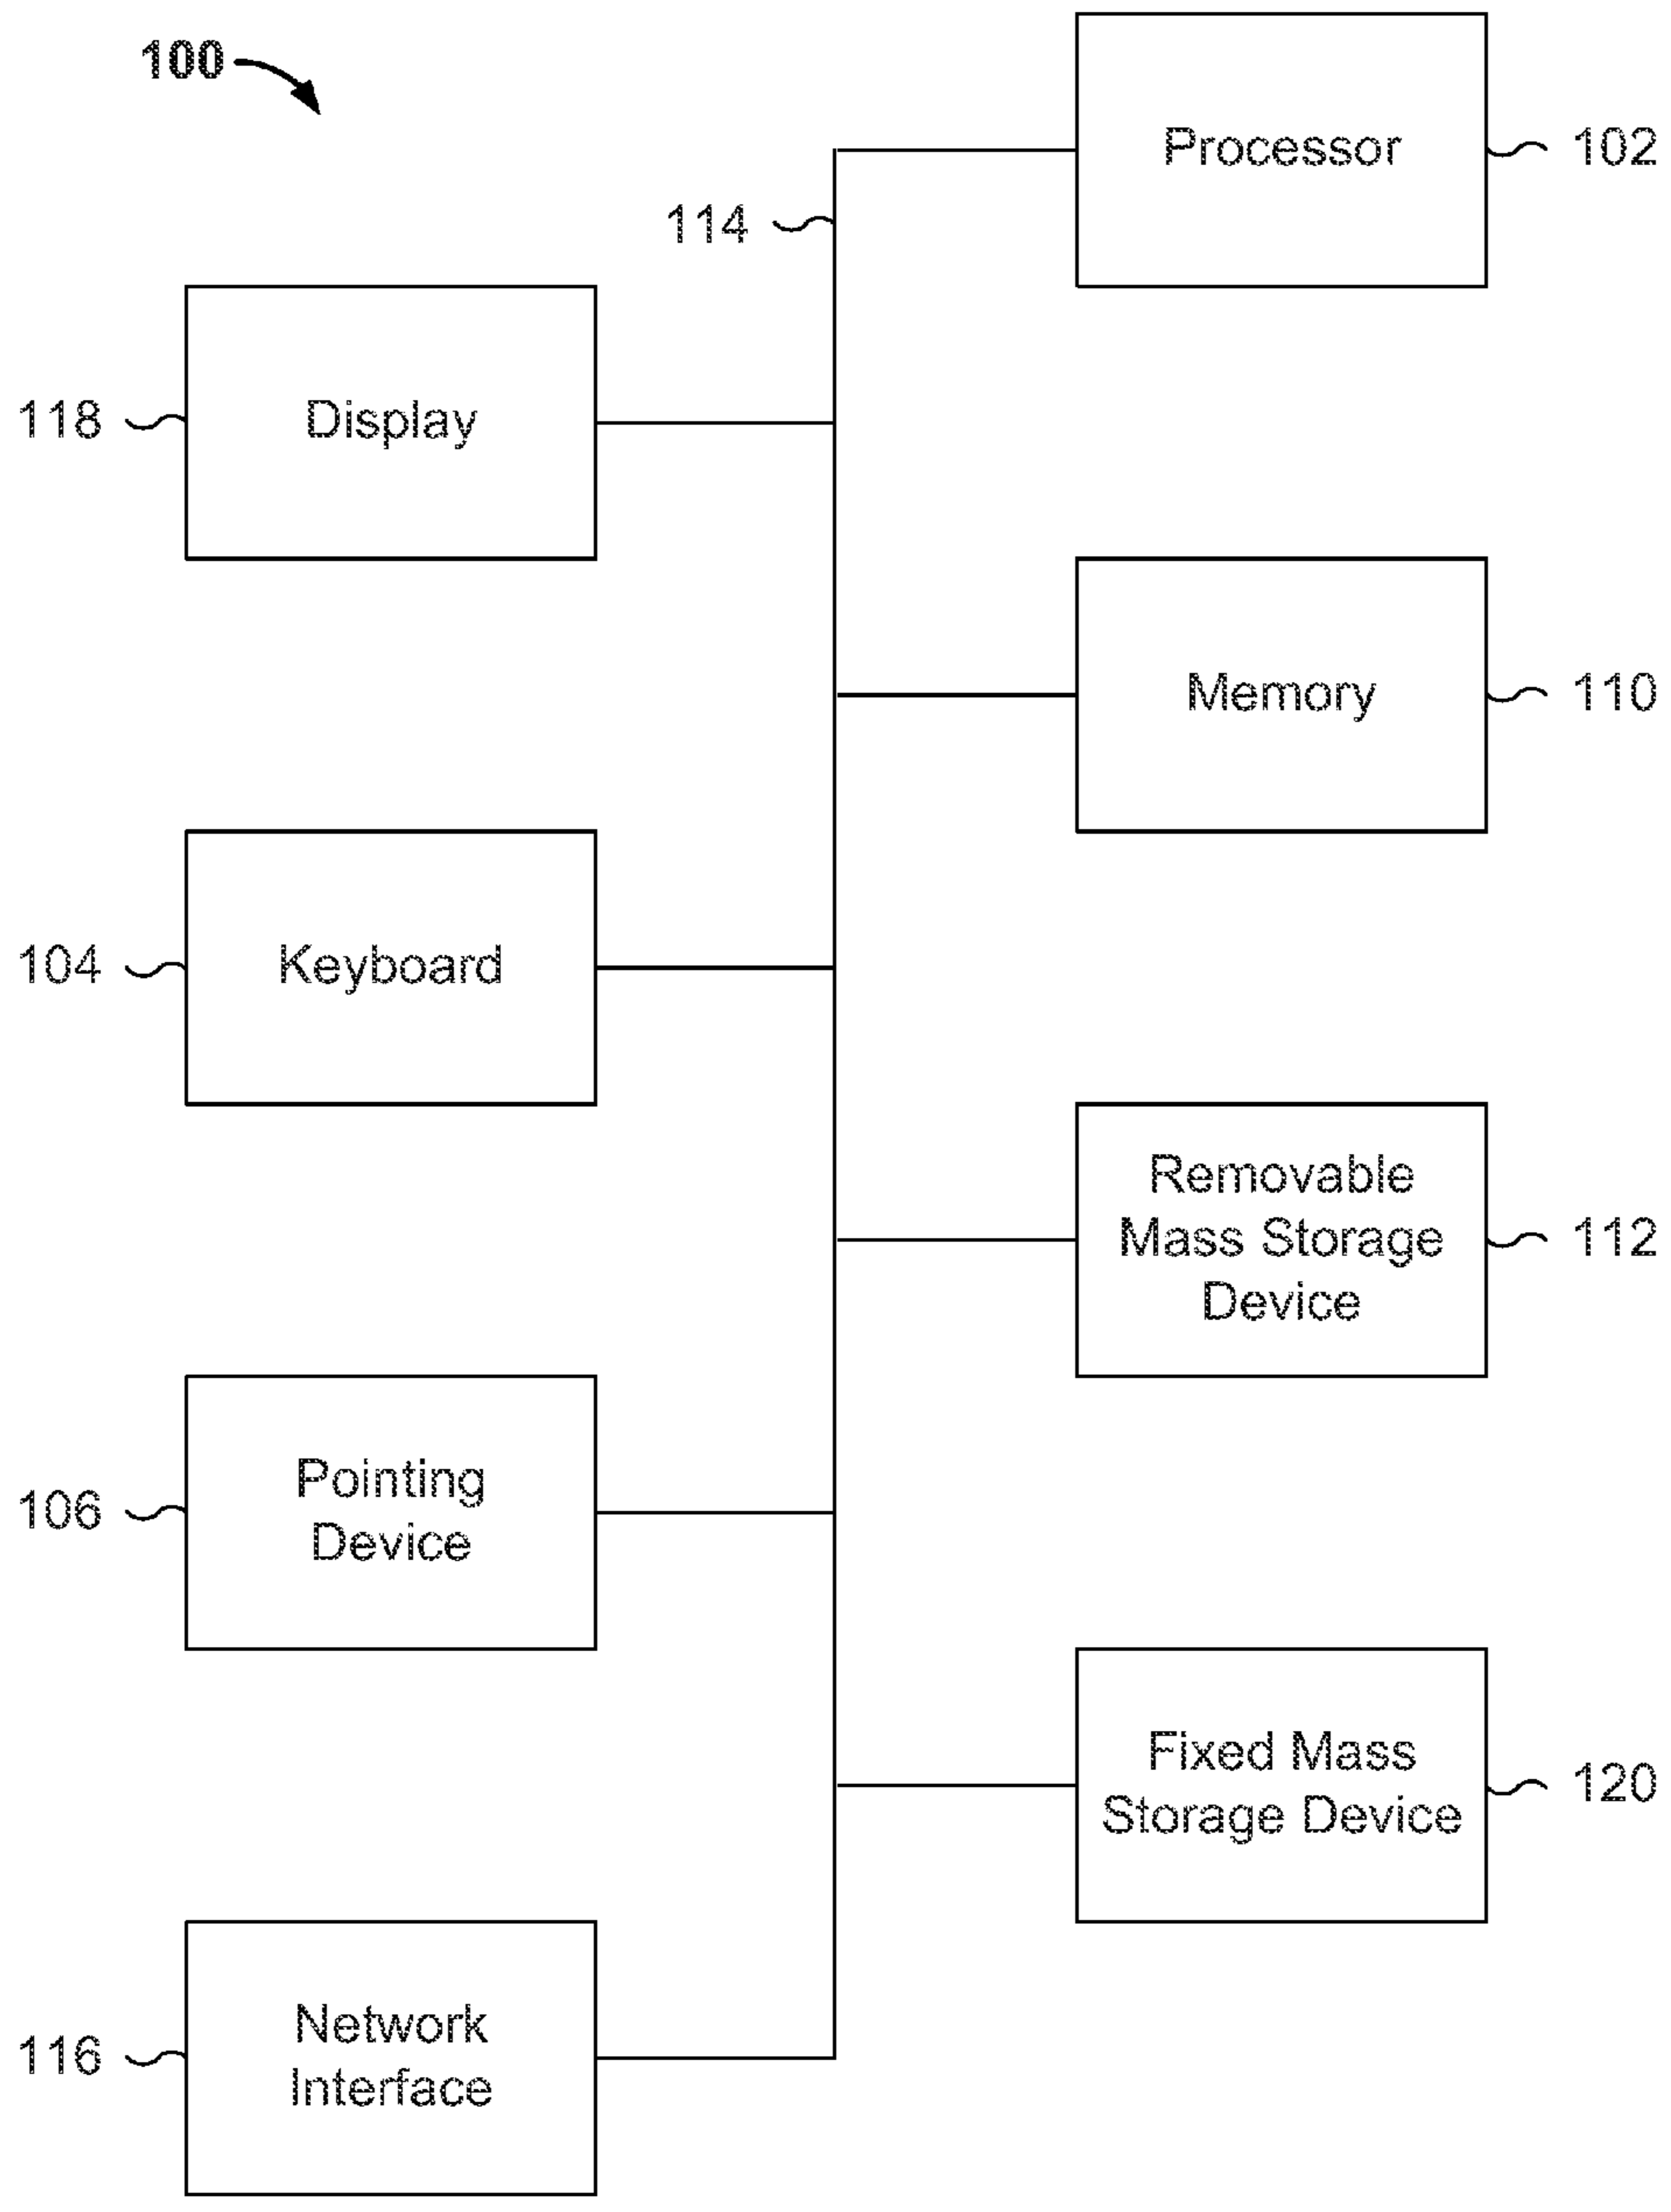 100
Processor
102
114
Display
118
Memory
110
Keyboard
104
Removable
Mass Storage
Device
112
Pointing
Device
106
Fixed Mass
Storage Device
120
Network
Interface
116